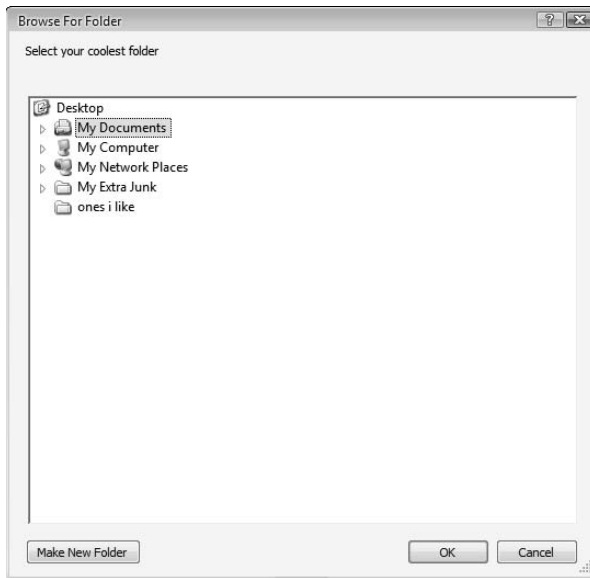 Browse For Folder
Select your coolest folder
Desktop
My Documents
My Computer
My Network Places
My Extra Junk
ones i like
Make New Folder
OK
Cancel